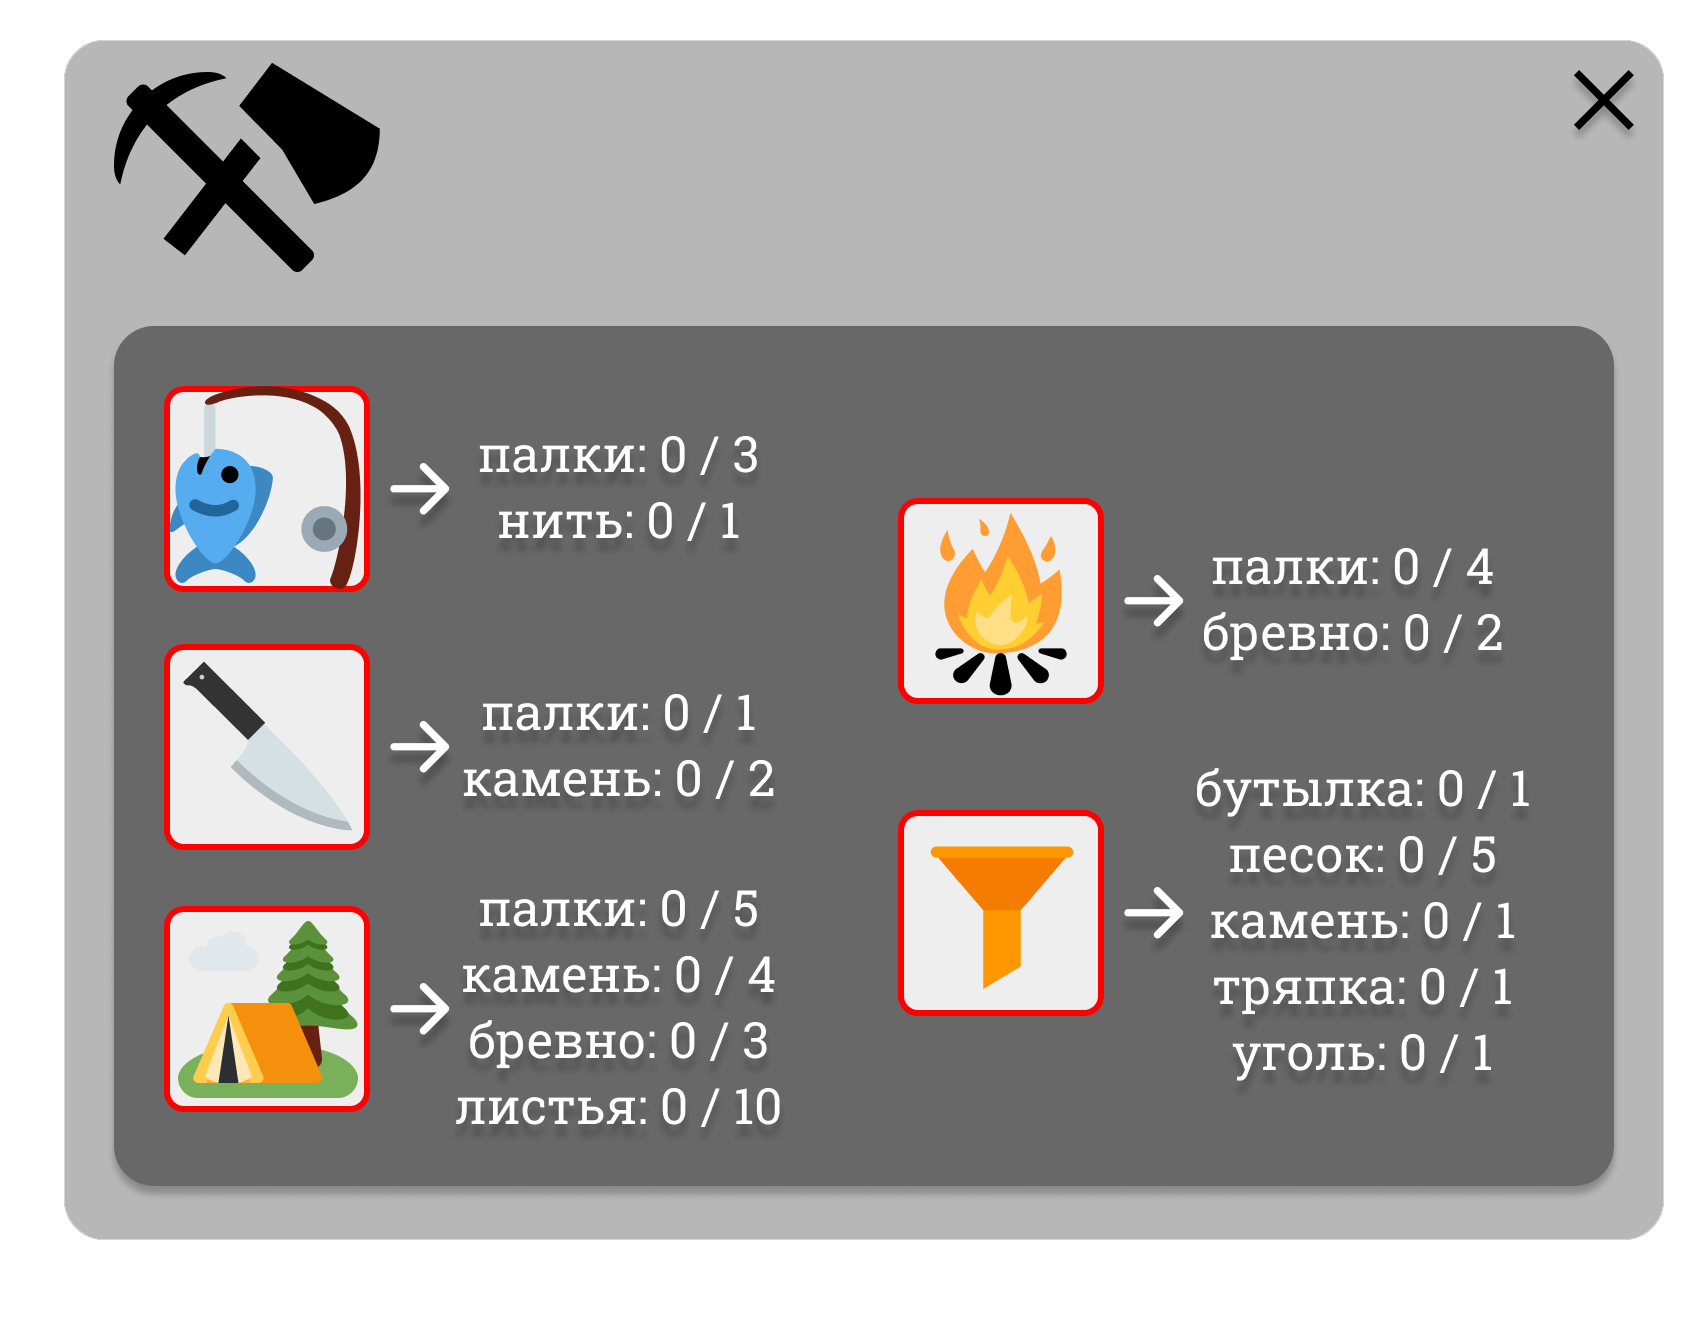 палки: 0 / 3
нить: 0 / 1
палки: 0 / 1
камень: 0 / 2
палки: 0 / 5
камень: 0 / 4
бревно: 0 / 3
листья: 0 / 10
палки: 0 / 4
бревно: 0 / 2
бутылка: 0 / 1
песок: 0 / 5
камень: 0 / 1
тряпка: 0 / 1
уголь: 0 / 1